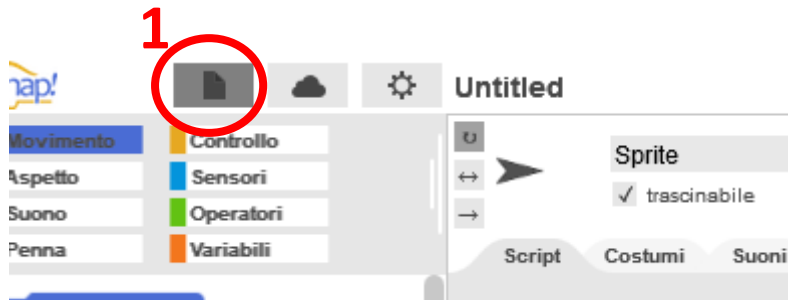 1
nap!
Untitled
Movimento
Controllo
Aspetto
Sensori
Suono
Operatori
Penna
Variabili
Sprite
trascinabile
Script
Costumi
Suoni